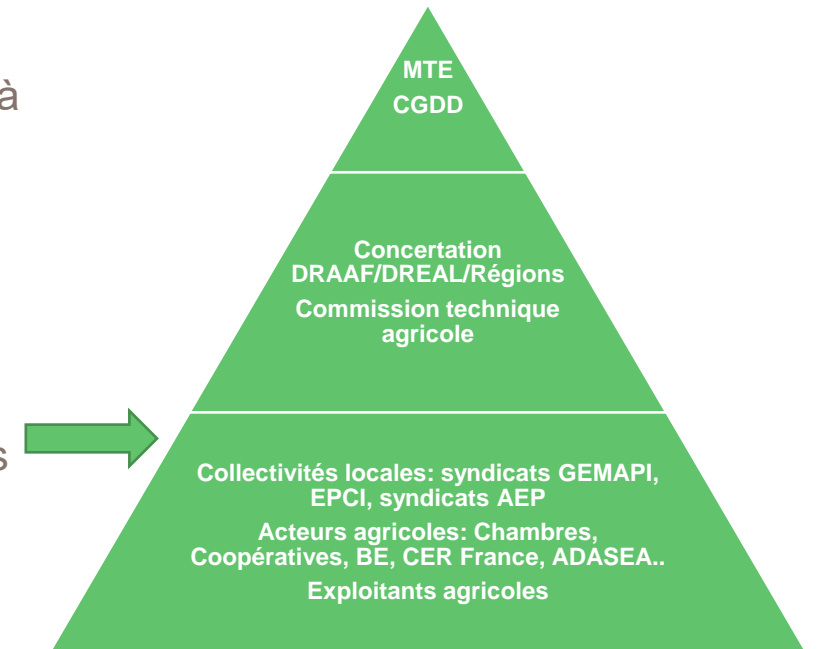 à
MTE
CGDD
Concertation
DRAAF/DREAL/Régions
Commission technique
agricole
s
Collectivités locales: syndicats GEMAPI,
EPCI, syndicats AEP
Acteurs agricoles: Chambres,
Coopératives, BE, CER France, ADASEA..
Exploitants agricoles